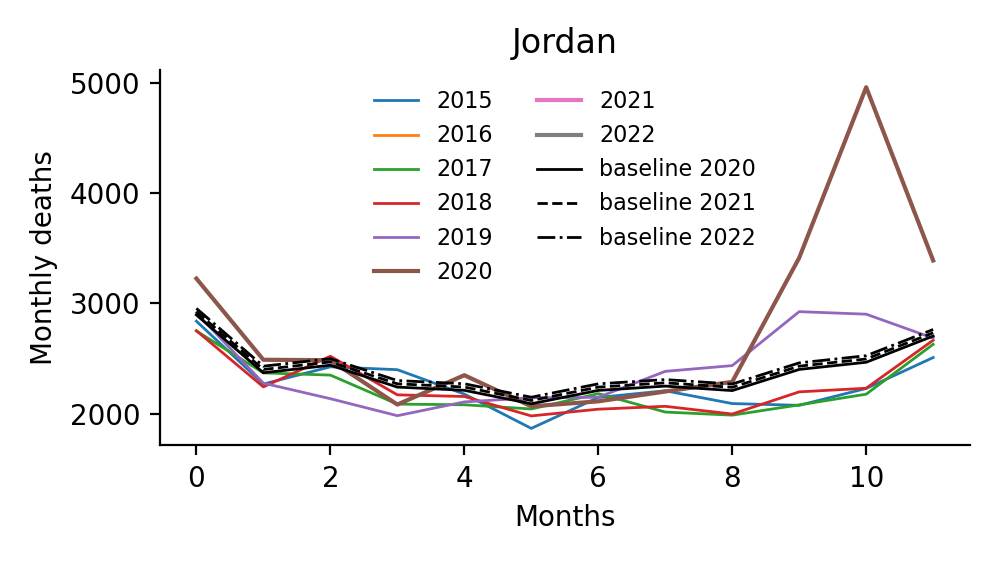 Jordan
5000
4000
3000
2000
Monthly deaths
2015
2016
2017
2018
2019
2020
2021
2022
baseline 2020
baseline 2021
baseline 2022
0 2 4 6 8 10
Months